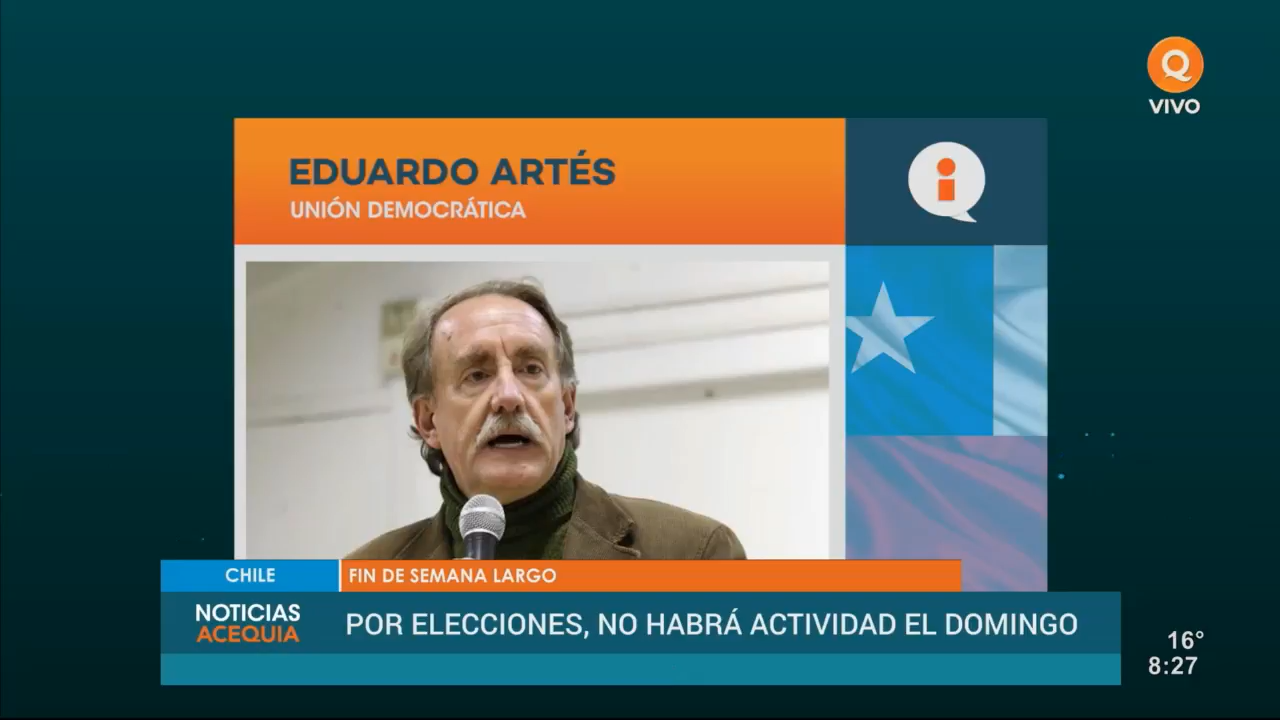 Q
VIVO
EDUARDO ARTÉS
UNIÓN DEMOCRÁTICA
i
CHILE
FIN DE SEMANA LARGO
NOTICIAS
ACEQUIA
POR ELECCIONES, NO HABRÁ ACTIVIDAD EL DOMINGO
16°
8:27